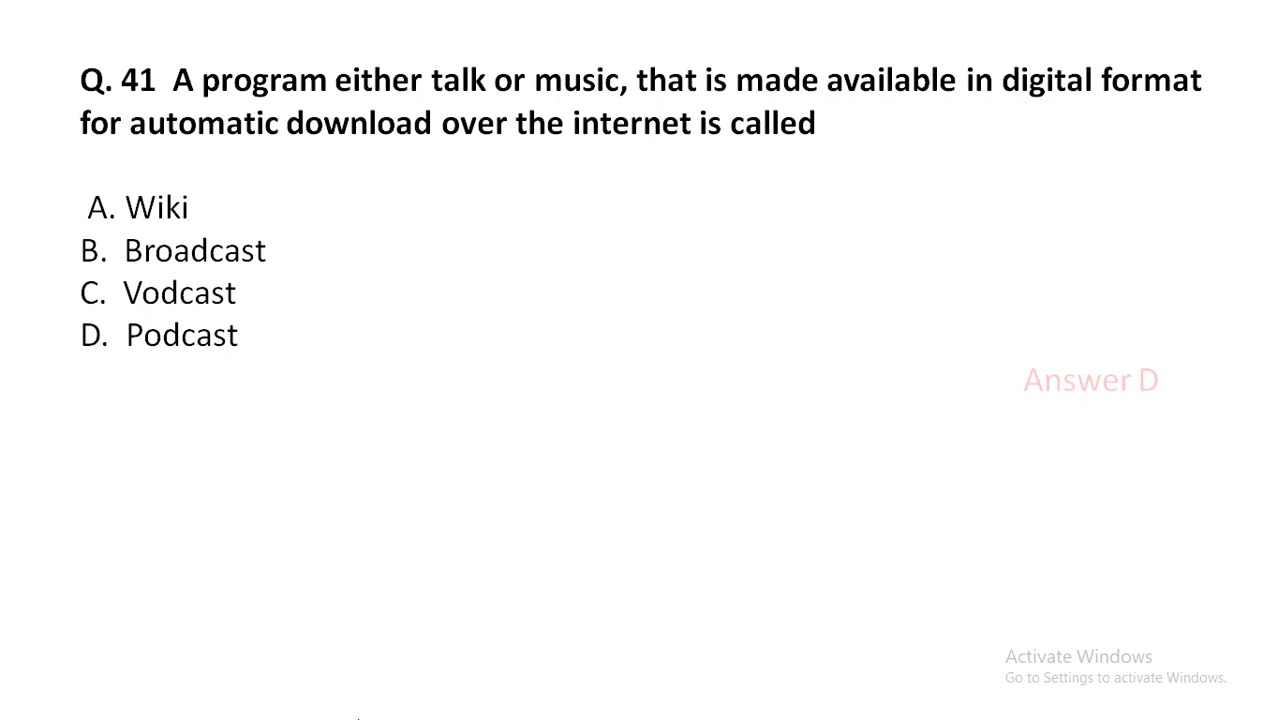 Q. 41 A program either talk or music, that is made available in digital format
for automatic download over the internet is called
A. Wiki
B. Broadcast
C. Vodcast
D. Podcast
Answer D
Activate Windows
Go to Settings to activate Windows.